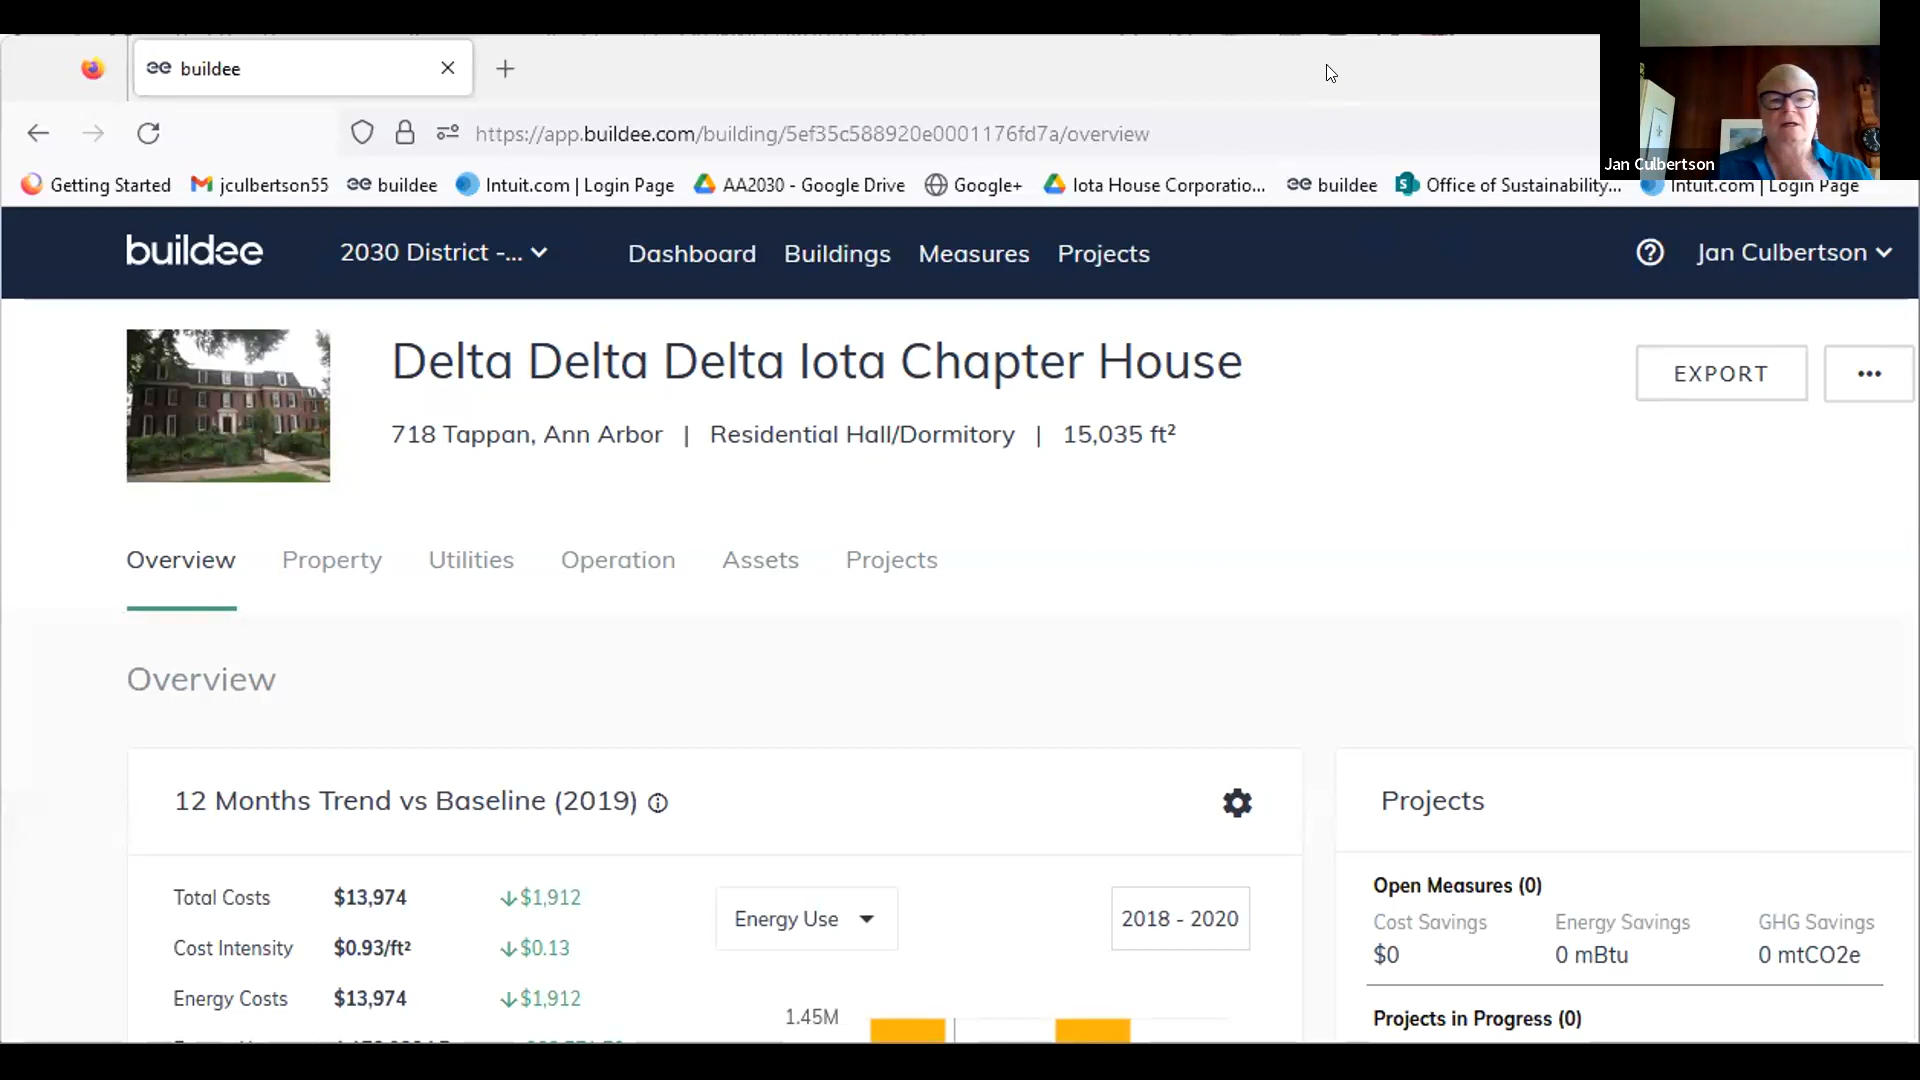 buildee
https://app.buildee.com/building/5ef35c588920e0001176fd7a/overview
Jan Culbertson
Getting Started jculbertson55 buildee Intuit.com | Login Page AA2030 - Google Drive Google+ Iota House Corporatio... buildee Office of Sustainability... Intuit.com | Login Page
buildee 2030 District -... Dashboard Buildings Measures Projects Jan Culbertson
Delta Delta Delta Iota Chapter House
EXPORT
718 Tappan, Ann Arbor | Residential Hall/Dormitory | 15,035 ft²
Overview Property Utilities Operation Assets Projects
Overview
12 Months Trend vs Baseline (2019)
Total Costs $13,974 $1,912
Cost Intensity $0.93/ft² $0.13
Energy Costs $13,974 $1,912
Energy Use 2018 - 2020
1.45M
Projects
Open Measures (0)
Cost Savings Energy Savings GHG Savings
$0 0 mBtu 0 mtCO2e
Projects in Progress (0)